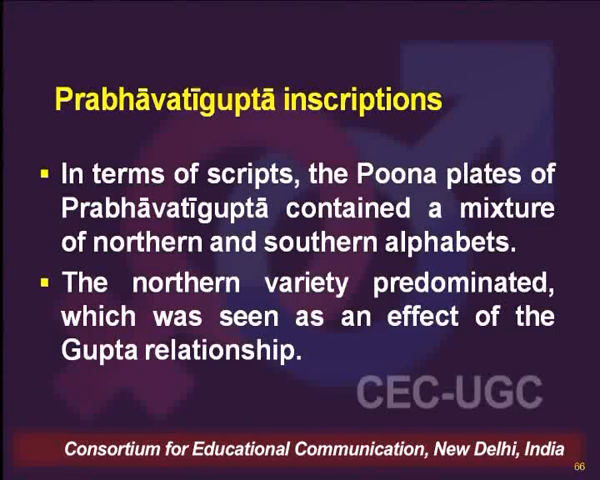 Prabhāvatīguptā inscriptions
▪ In terms of scripts, the Poona plates of
Prabhāvatīguptā contained a mixture
of northern and southern alphabets.
▪ The northern variety predominated,
which was seen as an effect of the
Gupta relationship.
CEC-UGC
Consortium for Educational Communication, New Delhi, India
66